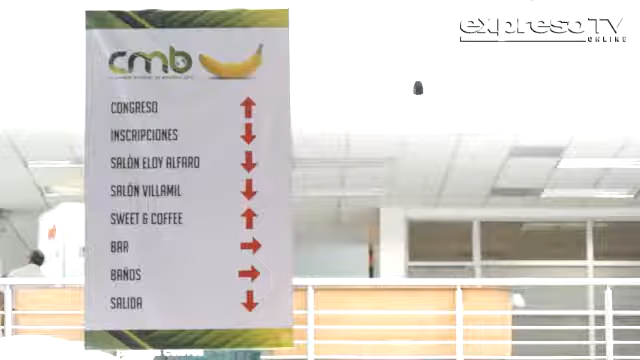 expresoTV
ONLINE
cmb
CONGRESO
INSCRIPCIONES
SALÓN ELOY ALFARO
SALÓN VILLAMIL
SWEET & COFFEE
BAR
BAÑOS
SALIDA